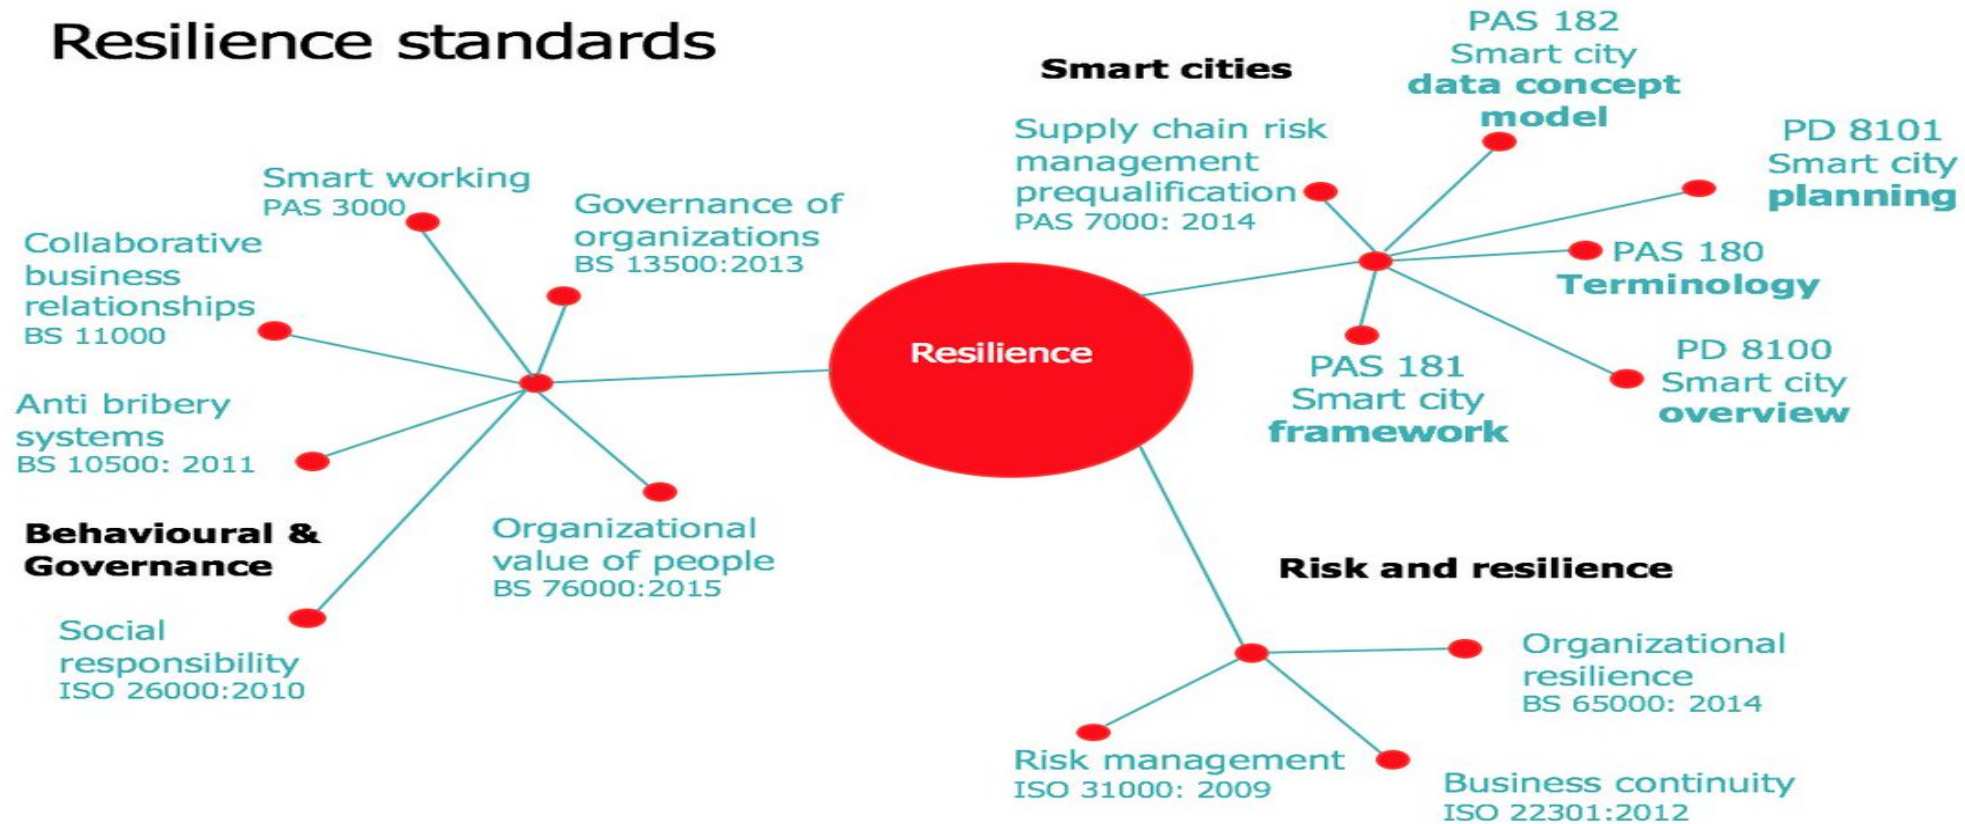 Resilience standards
Smart working
PAS 3000
Governance of
organizations
BS 13500:2013
Collaborative
business
relationships
BS 11000
Anti bribery
systems
BS 10500: 2011
Behavioural &
Governance
Social
responsibility
ISO 26000:2010
Organizational
value of people
BS 76000:2015
Resilience
Smart cities
Supply chain risk
management
prequalification
PAS 7000: 2014
PAS 182
Smart city
data concept
model
PD 8101
Smart city
planning
PAS 180
Terminology
PD 8100
Smart city
overview
PAS 181
Smart city
framework
Risk and resilience
Organizational
resilience
BS 65000: 2014
Risk management
ISO 31000: 2009
Business continuity
ISO 22301:2012